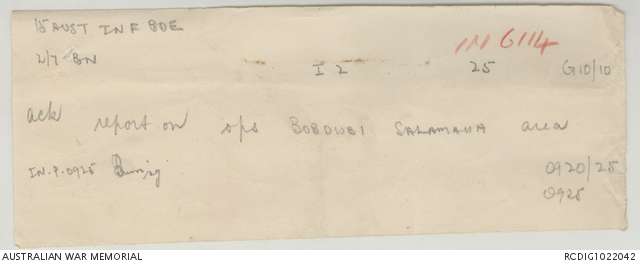 15 AUST INF BDE
IN 6114
2/7 BN I 2 25 G10/10
ack report on ops BOBDUBI SALAMAUA area
IN.P.0925 0920/25
0925
AUSTRALIAN WAR MEMORIAL RCDIG1022042